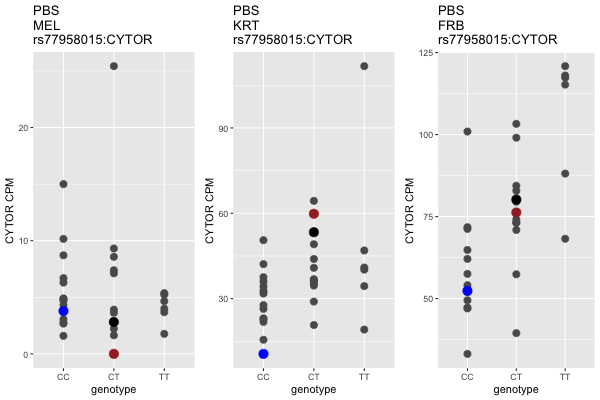 PBS
MEL
rs77958015:CYTOR
CYTOR CPM
20
10
0
CC
CT
TT
genotype
PBS
KRT
rs77958015:CYTOR
CYTOR CPM
90
60
30
CC
CT
TT
genotype
PBS
FRB
rs77958015:CYTOR
CYTOR CPM
125
100
75
50
CC
CT
TT
genotype